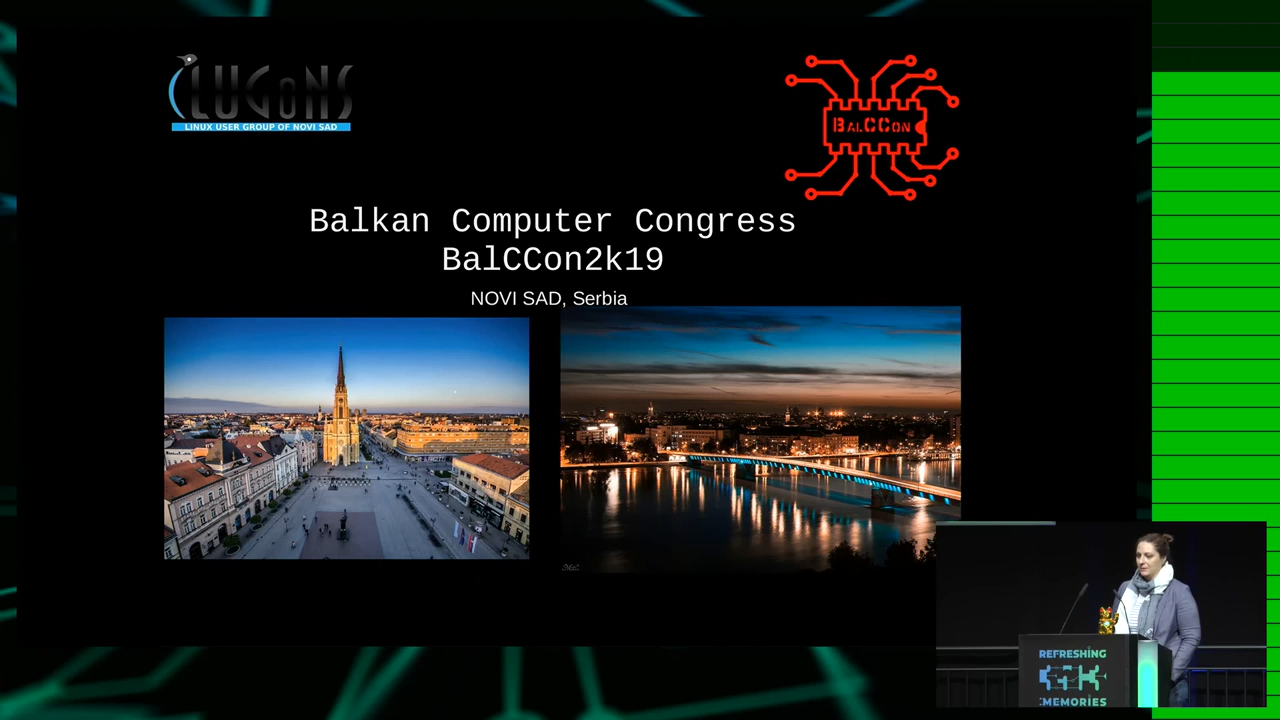 LUGONS
LINUX USER GROUP OF NOVI SAD
BALCCON
Balkan Computer Congress
BalCCon2k19
NOVI SAD, Serbia
REFRESHING
MEMORIES